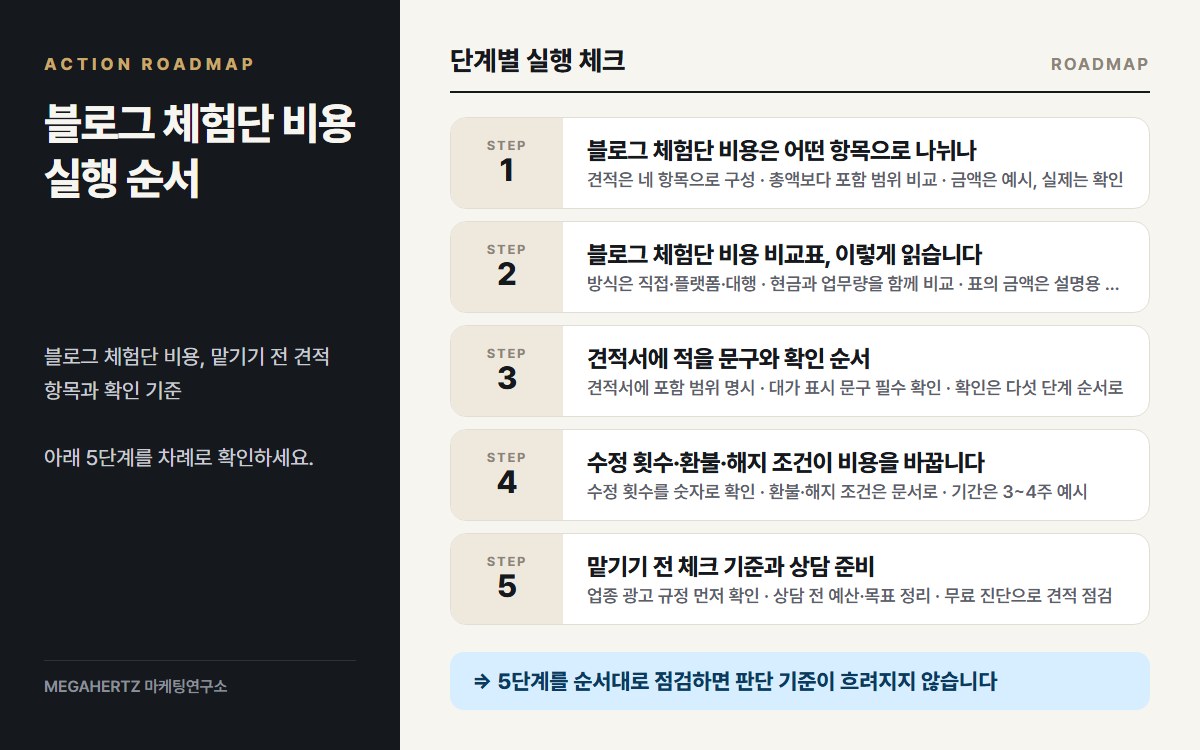 ACTION ROADMAP
블로그 체험단 비용
실행 순서
블로그 체험단 비용, 맡기기 전 견적
항목과 확인 기준
아래 5단계를 차례로 확인하세요.
MEGAHERTZ 마케팅연구소
단계별 실행 체크
ROADMAP
STEP
1
블로그 체험단 비용은 어떤 항목으로 나뉘나
견적은 네 항목으로 구성 · 총액보다 포함 범위 비교 · 금액은 예시, 실제는 확인
STEP
2
블로그 체험단 비용 비교표, 이렇게 읽습니다
방식은 직접·플랫폼·대행 · 현금과 업무량을 함께 비교 · 표의 금액은 설명용 ...
STEP
3
견적서에 적을 문구와 확인 순서
견적서에 포함 범위 명시 · 대가 표시 문구 필수 확인 · 확인은 다섯 단계 순서로
STEP
4
수정 횟수·환불·해지 조건이 비용을 바꿉니다
수정 횟수를 숫자로 확인 · 환불·해지 조건은 문서로 · 기간은 3~4주 예시
STEP
5
맡기기 전 체크 기준과 상담 준비
업종 광고 규정 먼저 확인 · 상담 전 예산·목표 정리 · 무료 진단으로 견적 점검
⇒ 5단계를 순서대로 점검하면 판단 기준이 흐려지지 않습니다